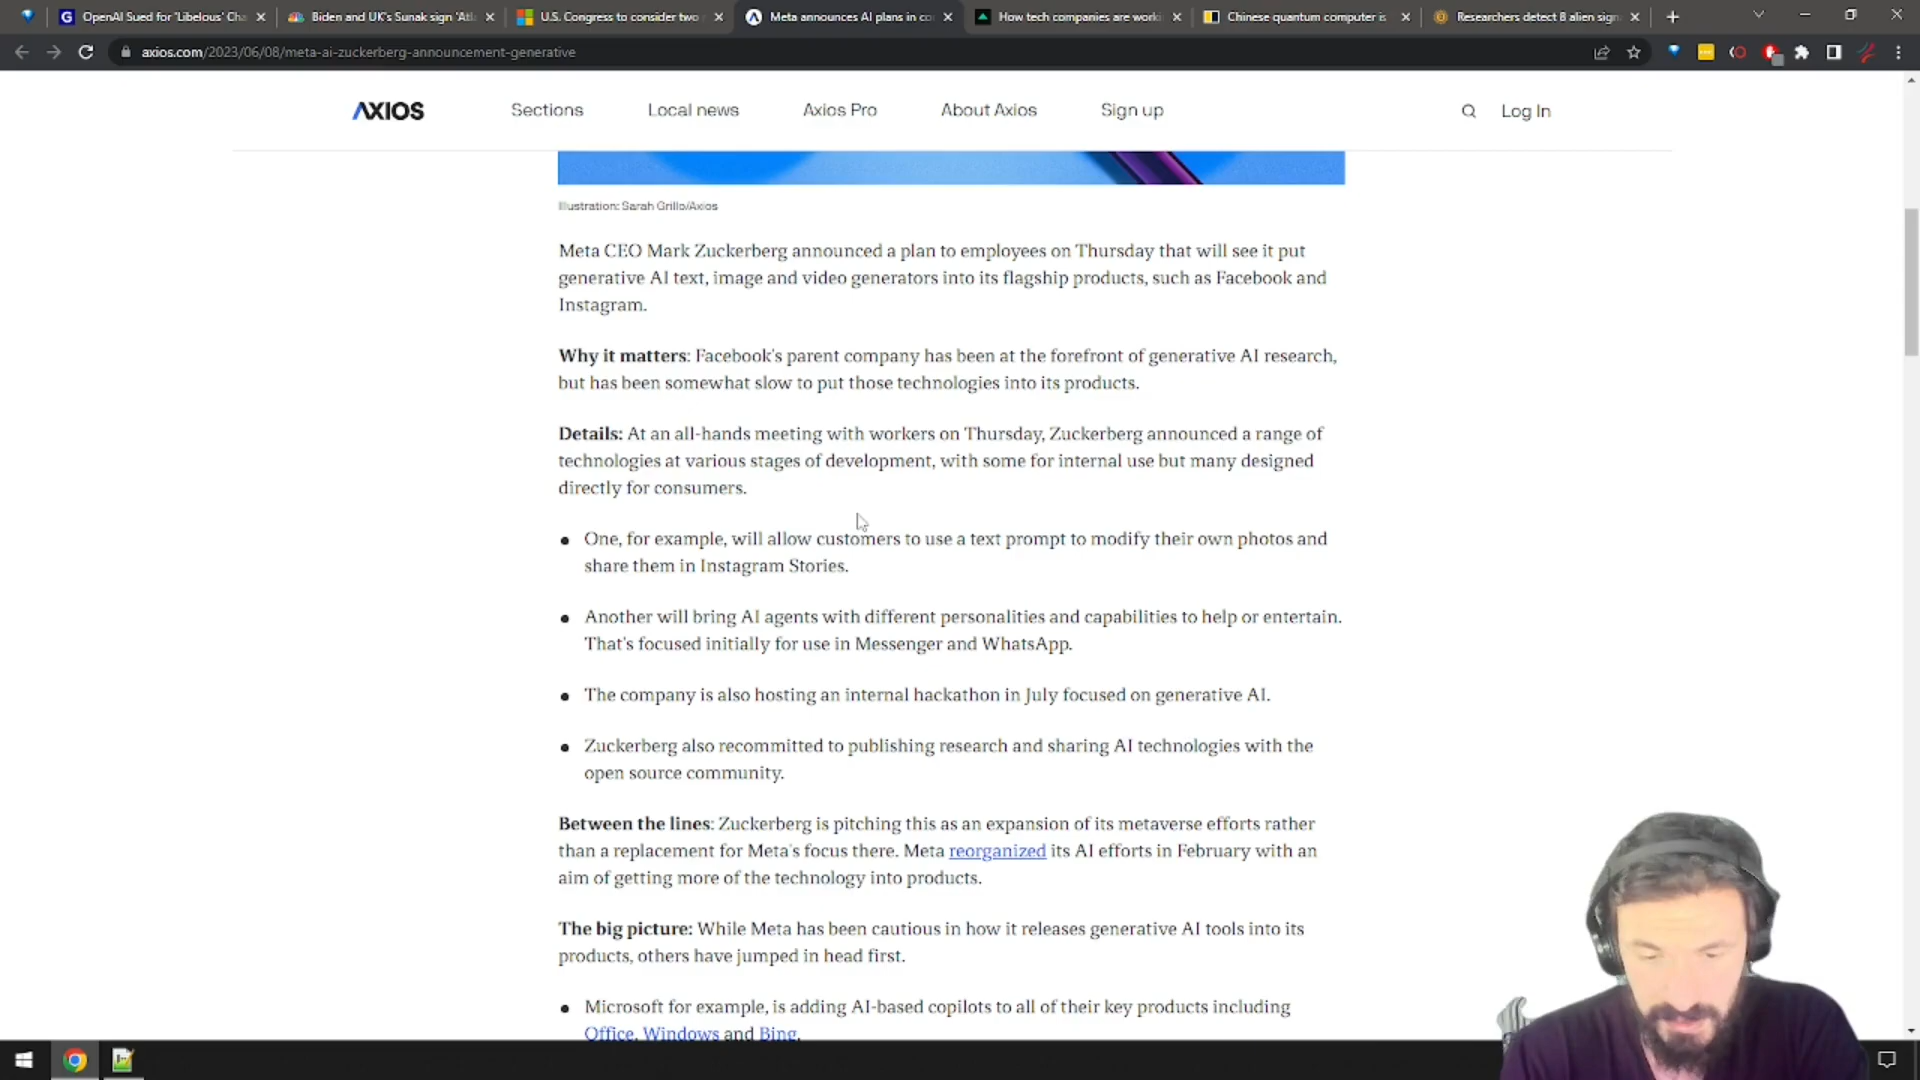 OpenAI Sued for 'Libelous' Cha
Biden and UK's Sunak sign 'Atl
U.S. Congress to consider two
Meta announces AI plans in co
How tech companies are worki
Chinese quantum computer is
Researchers detect 8 alien sign
axios.com/2023/06/08/meta-ai-zuckerberg-announcement-generative
AXIOS
Sections
Local news
Axios Pro
About Axios
Sign up
Log In
Illustration: Sarah Grillo/Axios
Meta CEO Mark Zuckerberg announced a plan to employees on Thursday that will see it put
generative AI text, image and video generators into its flagship products, such as Facebook and
Instagram.
Why it matters: Facebook's parent company has been at the forefront of generative AI research,
but has been somewhat slow to put those technologies into its products.
Details: At an all-hands meeting with workers on Thursday, Zuckerberg announced a range of
technologies at various stages of development, with some for internal use but many designed
directly for consumers.
One, for example, will allow customers to use a text prompt to modify their own photos and
share them in Instagram Stories.
Another will bring AI agents with different personalities and capabilities to help or entertain.
That's focused initially for use in Messenger and WhatsApp.
The company is also hosting an internal hackathon in July focused on generative AI.
Zuckerberg also recommitted to publishing research and sharing AI technologies with the
open source community.
Between the lines: Zuckerberg is pitching this as an expansion of its metaverse efforts rather
than a replacement for Meta's focus there. Meta reorganized its AI efforts in February with an
aim of getting more of the technology into products.
The big picture: While Meta has been cautious in how it releases generative AI tools into its
products, others have jumped in head first.
Microsoft for example, is adding AI-based copilots to all of their key products including
Office, Windows and Bing.